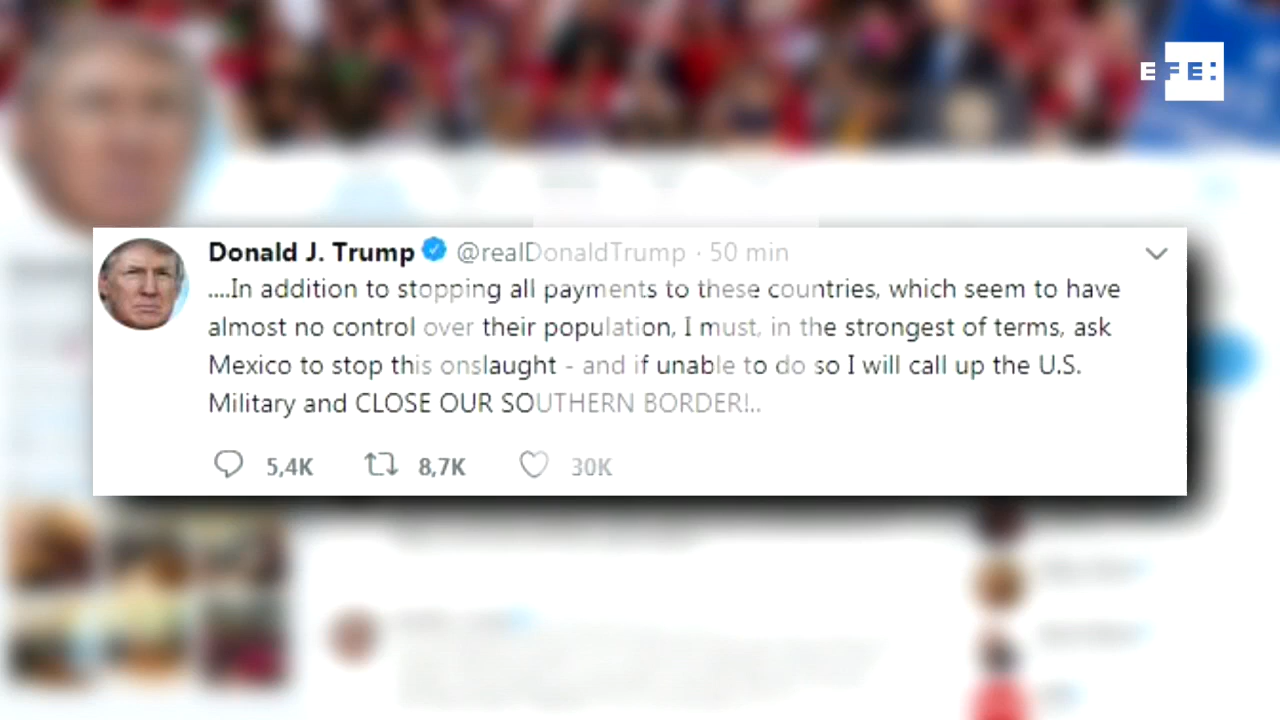 EFE:
Donald J. Trump @realDonaldTrump · 50 min
....In addition to stopping all payments to these countries, which seem to have
almost no control over their population, I must, in the strongest of terms, ask
Mexico to stop this onslaught - and if unable to do so I will call up the U.S.
Military and CLOSE OUR SOUTHERN BORDER!..
5,4K 8,7K 30K